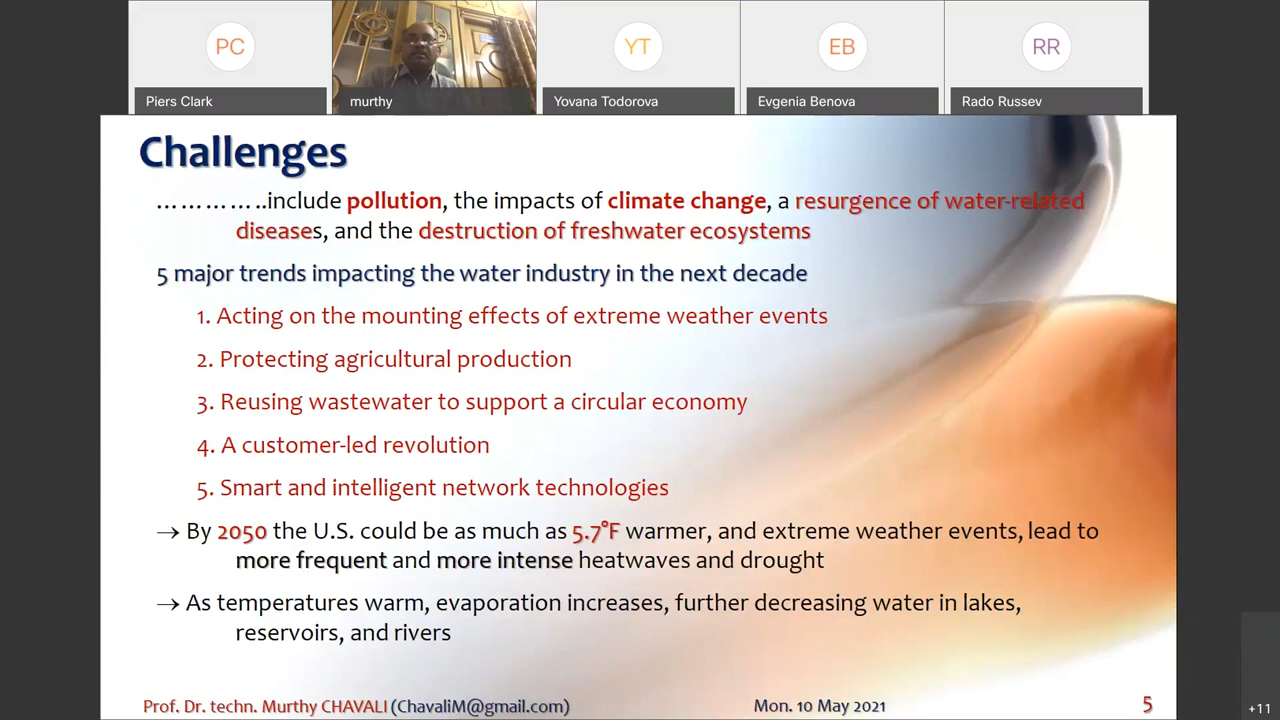 PC
YT
EB
RR
Piers Clark
murthy
Yovana Todorova
Evgenia Benova
Rado Russev
Challenges
…………..include pollution, the impacts of climate change, a resurgence of water-related
diseases, and the destruction of freshwater ecosystems
5 major trends impacting the water industry in the next decade
1. Acting on the mounting effects of extreme weather events
2. Protecting agricultural production
3. Reusing wastewater to support a circular economy
4. A customer-led revolution
5. Smart and intelligent network technologies
→ By 2050 the U.S. could be as much as 5.7°F warmer, and extreme weather events, lead to
more frequent and more intense heatwaves and drought
→ As temperatures warm, evaporation increases, further decreasing water in lakes,
reservoirs, and rivers
Prof. Dr. techn. Murthy CHAVALI (ChavaliM@gmail.com)
Mon. 10 May 2021
5
+11